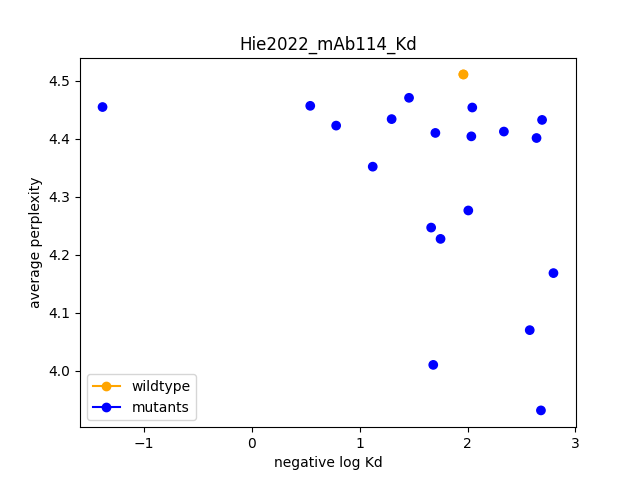 Hie2022_mAb114_Kd
average perplexity
4.5
4.4
4.3
4.2
4.1
4.0
wildtype
mutants
−1
0
1
2
3
negative log Kd